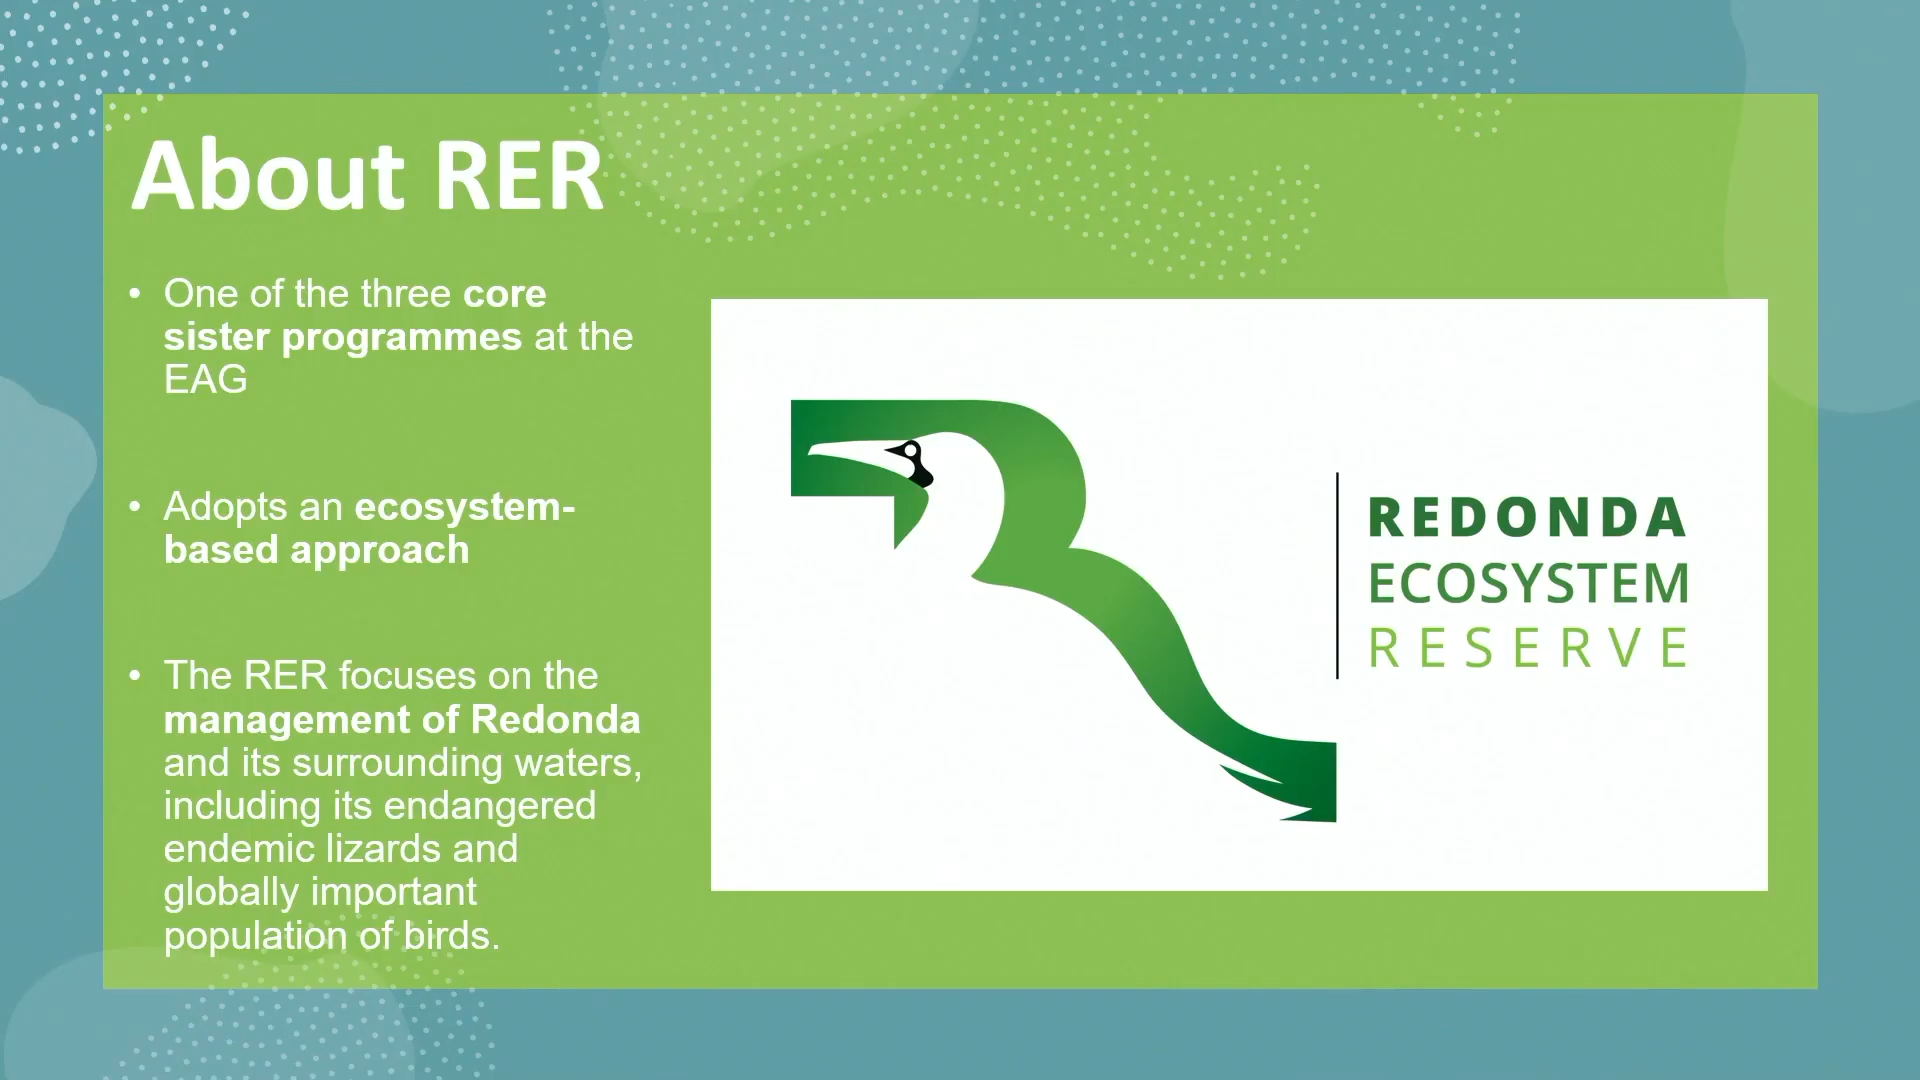 About RER
• One of the three core
sister programmes at the
EAG
• Adopts an ecosystem-
based approach
• The RER focuses on the
management of Redonda
and its surrounding waters,
including its endangered
endemic lizards and
globally important
population of birds.
REDONDA
ECOSYSTEM
RESERVE